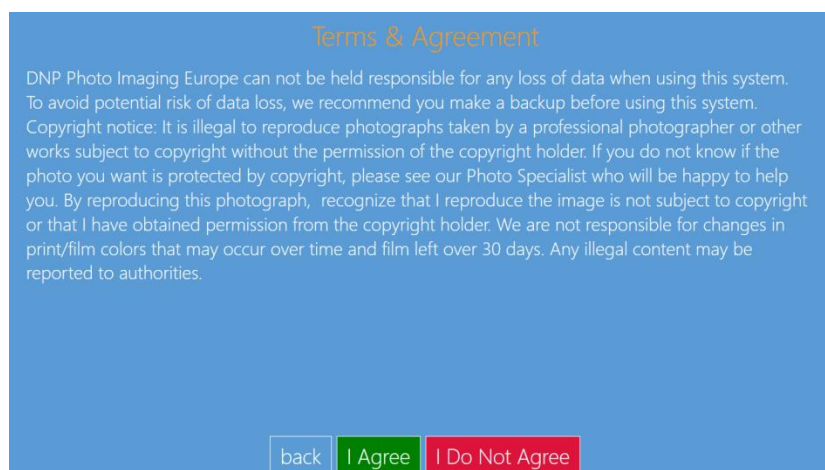 Terms & Agreement
DNP Photo Imaging Europe can not be held responsible for any loss of data when using this system.
To avoid potential risk of data loss, we recommend you make a backup before using this system.
Copyright notice: It is illegal to reproduce photographs taken by a professional photographer or other
works subject to copyright without the permission of the copyright holder. If you do not know if the
photo you want is protected by copyright, please see our Photo Specialist who will be happy to help
you. By reproducing this photograph,  recognize that I reproduce the image is not subject to copyright
or that I have obtained permission from the copyright holder. We are not responsible for changes in
print/film colors that may occur over time and film left over 30 days. Any illegal content may be
reported to authorities.
back I Agree I Do Not Agree